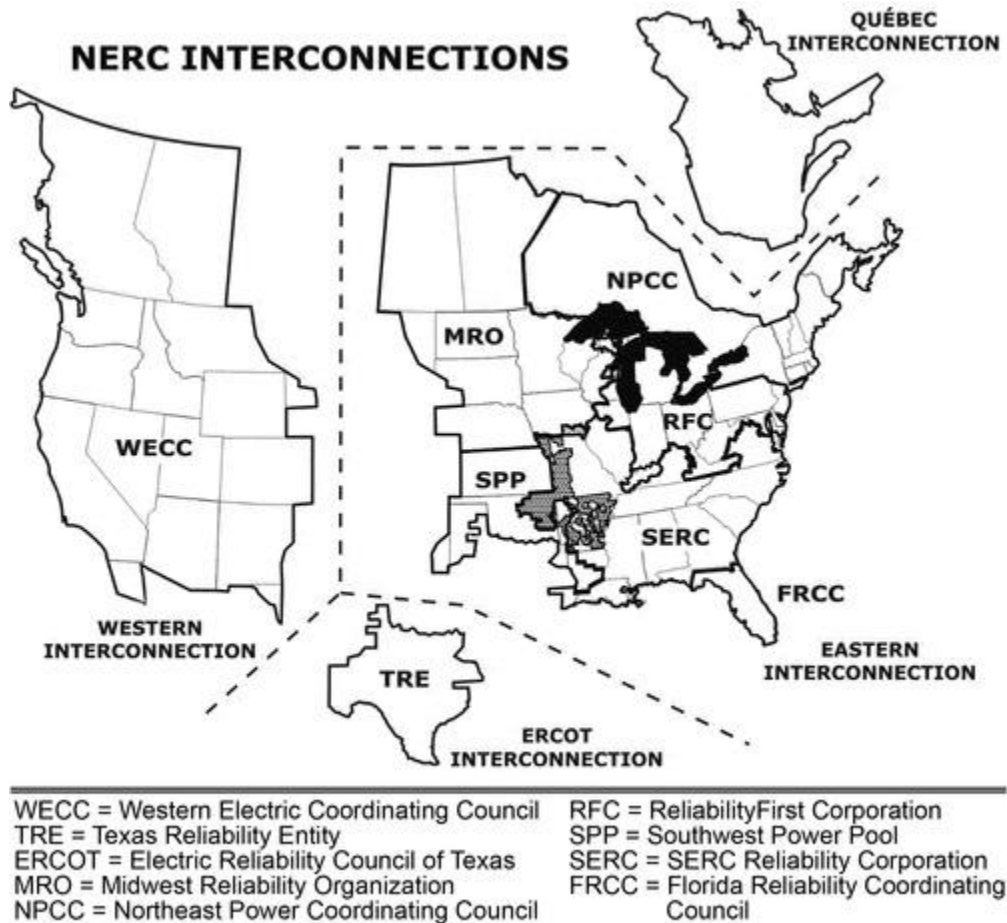 NERC INTERCONNECTIONS
QUÉBEC
INTERCONNECTION
NPCC
MRO
RFC
WECC
SPP
SERC
FRCC
WESTERN
INTERCONNECTION
EASTERN
INTERCONNECTION
TRE
ERCOT
INTERCONNECTION
WECC = Western Electric Coordinating Council
TRE = Texas Reliability Entity
ERCOT = Electric Reliability Council of Texas
MRO = Midwest Reliability Organization
NPCC = Northeast Power Coordinating Council
RFC = ReliabilityFirst Corporation
SPP = Southwest Power Pool
SERC = SERC Reliability Corporation
FRCC = Florida Reliability Coordinating
Council